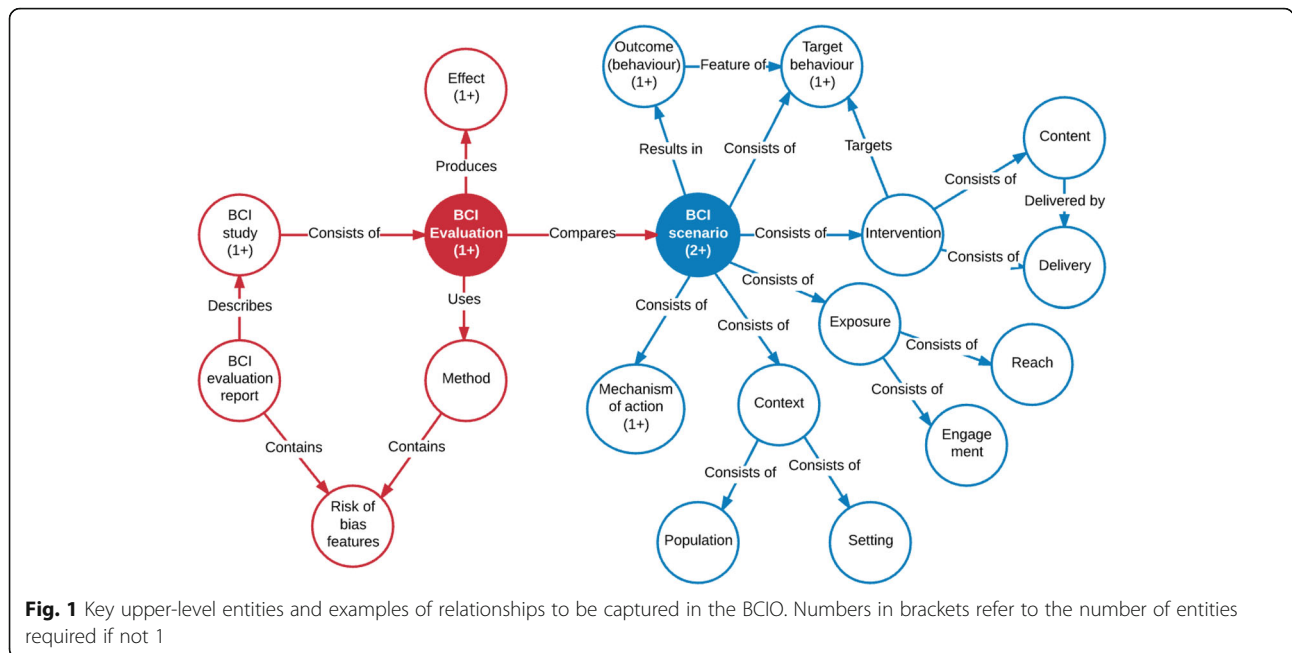 Outcome
(behaviour)
(1+)
Feature of
Target
behaviour
(1+)
Effect
(1+)
Content
Produces
Results in
Consists of
Targets
Consists of
Delivered by
BCI
study
(1+)
Consists of
BCI
Evaluation
(1+)
Compares
BCI
scenario
(2+)
Consists of
Intervention
Consists of
Delivery
Describes
Uses
Consists of
Consists of
Consists of
Exposure
Consists of
Reach
BCI
evaluation
report
Method
Mechanism
of action
(1+)
Context
Consists of
Engage
ment
Contains
Contains
Consists of
Consists of
Risk of
bias
features
Population
Setting
Fig. 1 Key upper-level entities and examples of relationships to be captured in the BCIO. Numbers in brackets refer to the number of entities
required if not 1